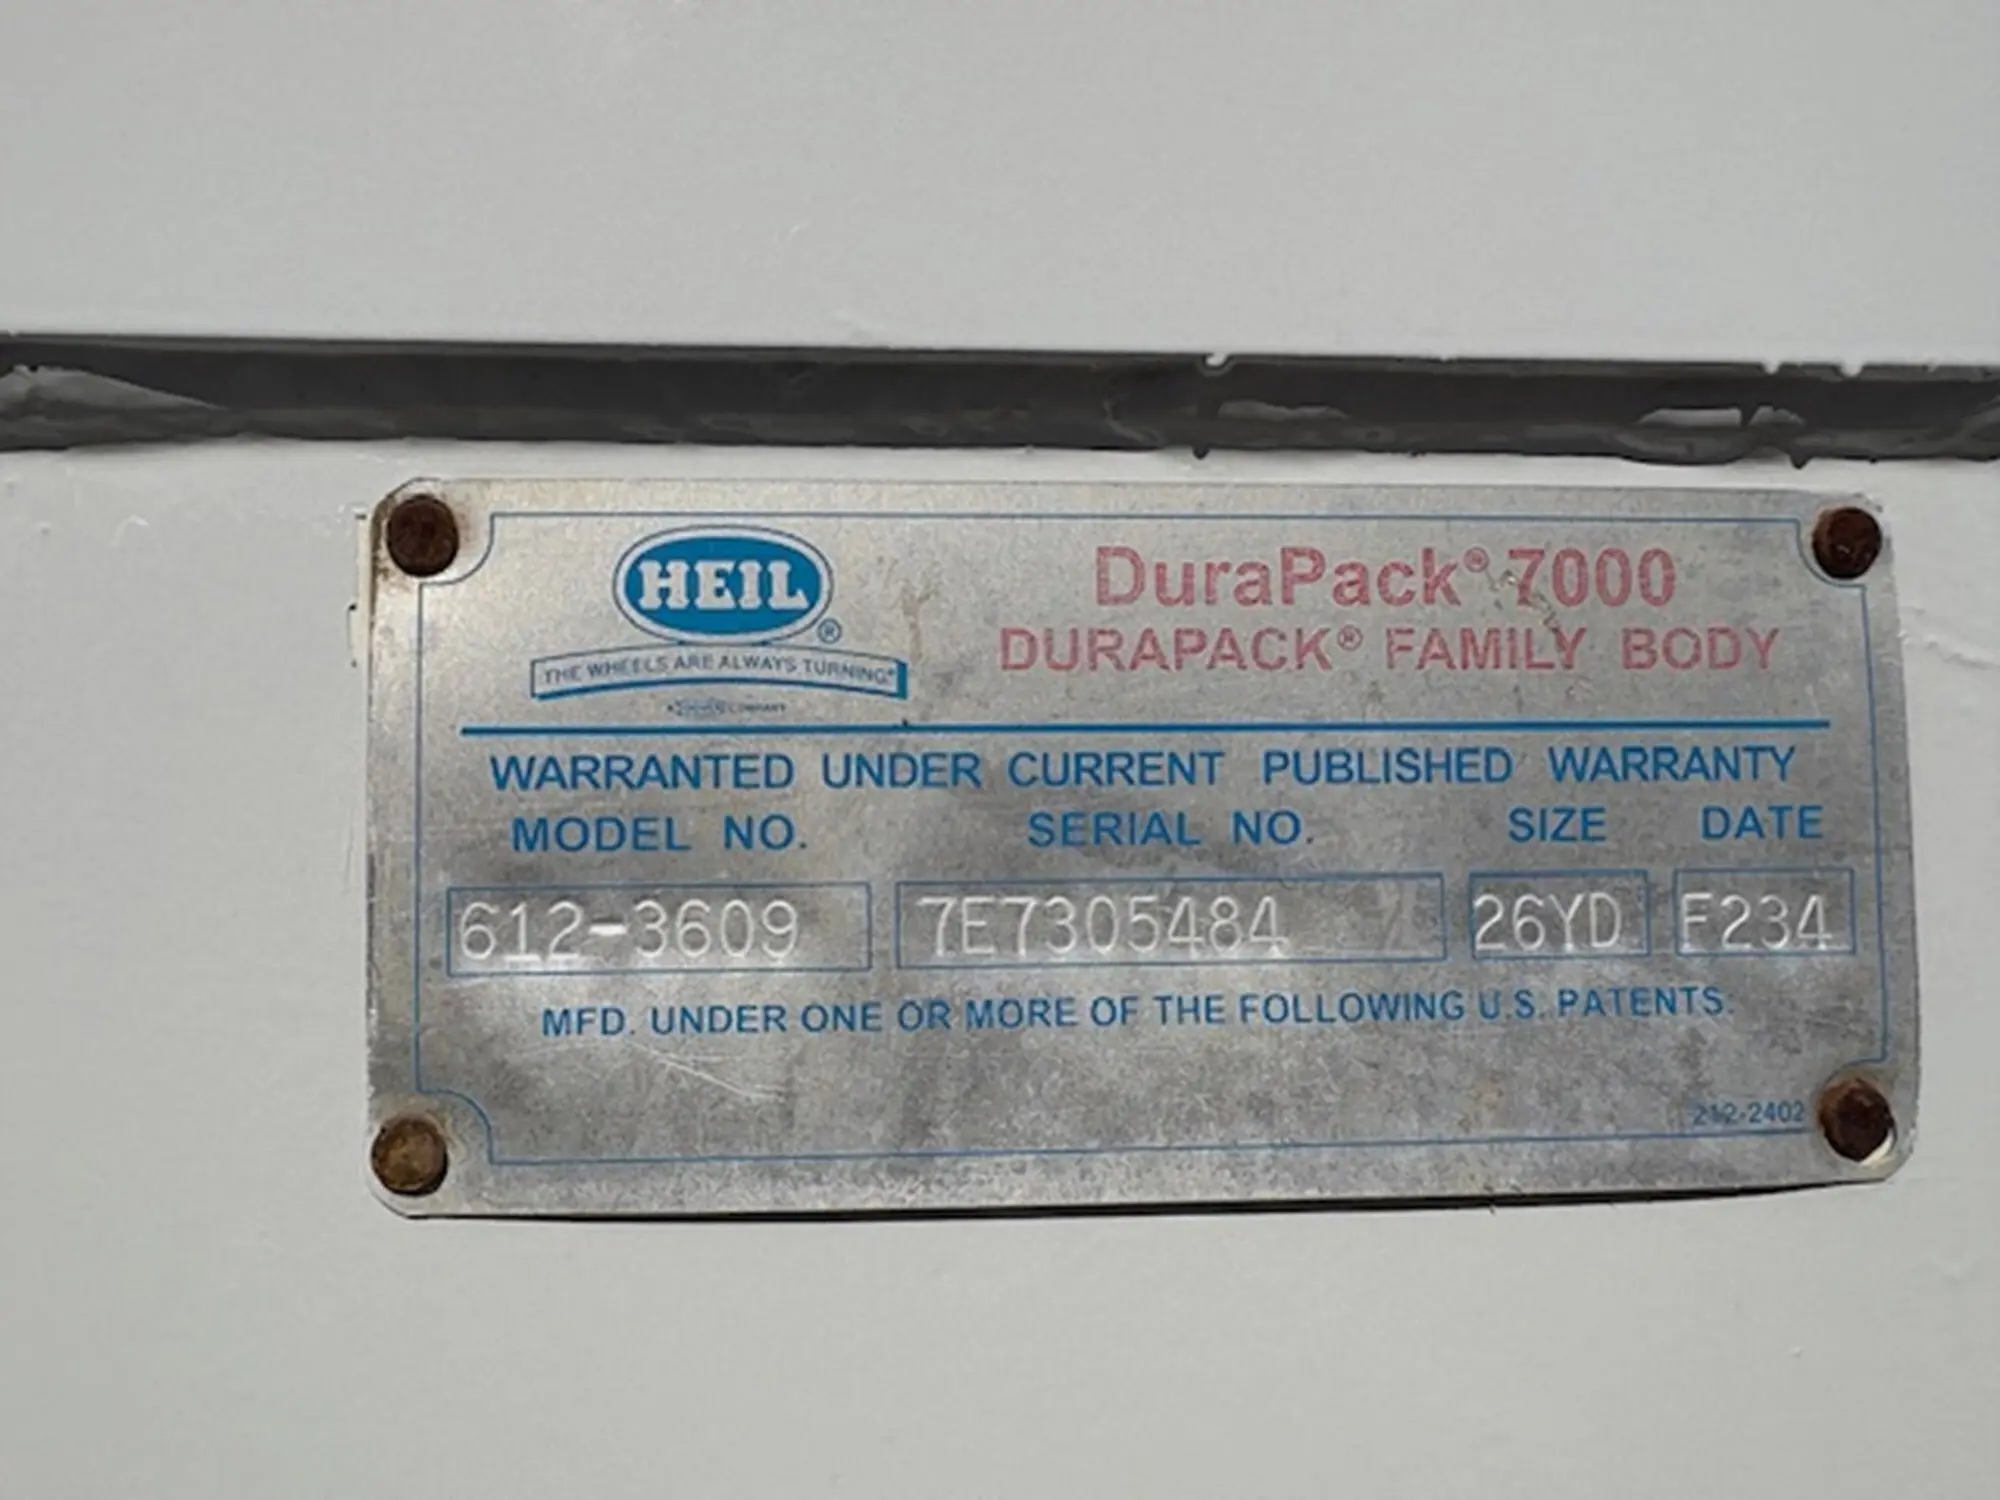 HEIL®
THE WHEELS ARE ALWAYS TURNING®
COMPANY
DuraPack® 7000
DURAPACK® FAMILY BODY
WARRANTED UNDER CURRENT PUBLISHED WARRANTY
MODEL NO. SERIAL NO. SIZE DATE
612-3609 7E7305484 26YD F234
MFD. UNDER ONE OR MORE OF THE FOLLOWING U.S. PATENTS.
212-2402